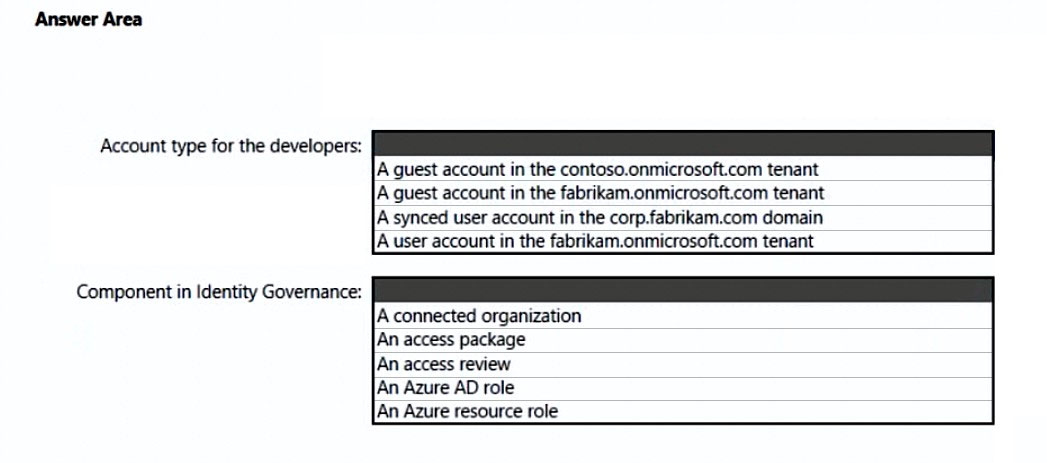 Answer Area
Account type for the developers:
A guest account in the contoso.onmicrosoft.com tenant
A guest account in the fabrikam.onmicrosoft.com tenant
A synced user account in the corp.fabrikam.com domain
A user account in the fabrikam.onmicrosoft.com tenant
Component in Identity Governance:
A connected organization
An access package
An access review
An Azure AD role
An Azure resource role